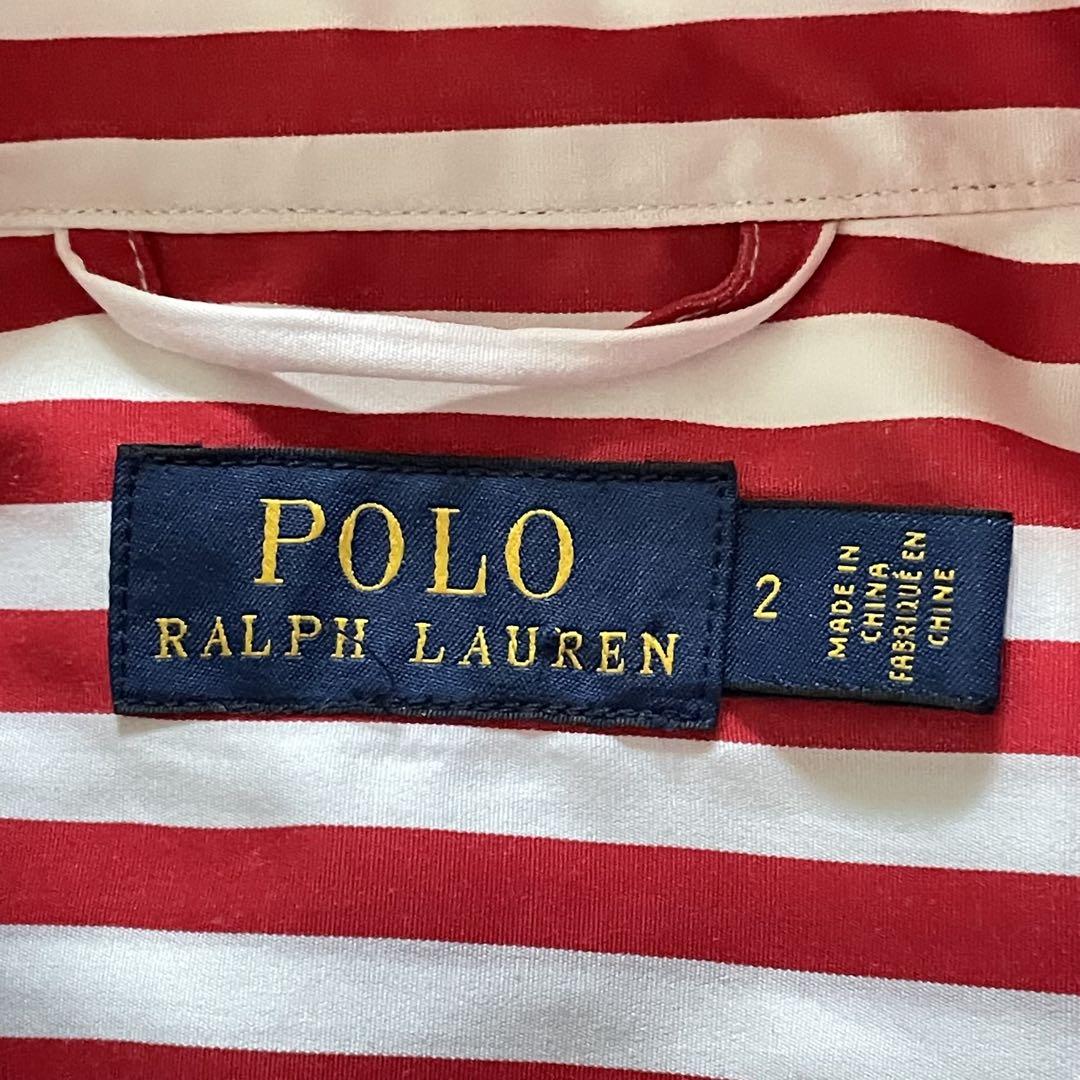 POLO
RALPH LAUREN
2
MADE IN
CHINA
FABRIQUÉ EN
CHINE